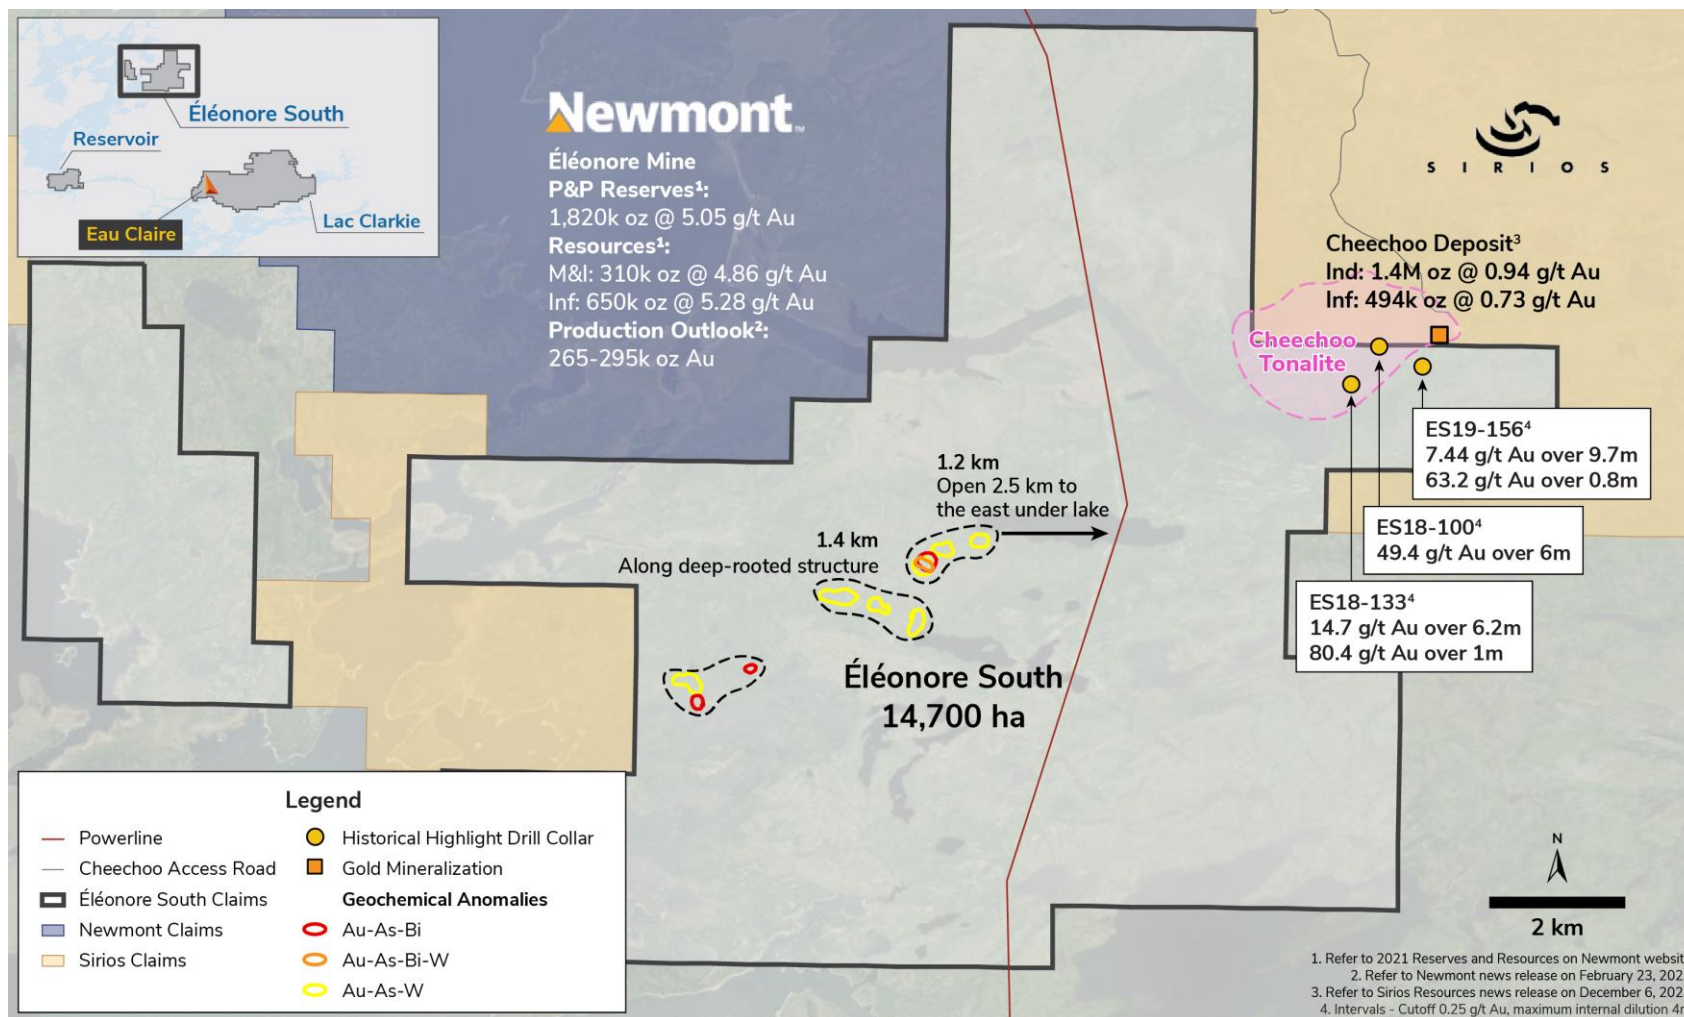 Éléonore South
Reservoir
Eau Claire
Lac Clarkie
Newmont™
Éléonore Mine
P&P Reserves¹:
1,820k oz @ 5.05 g/t Au
Resources¹:
M&I: 310k oz @ 4.86 g/t Au
Inf: 650k oz @ 5.28 g/t Au
Production Outlook²:
265-295k oz Au
SIRIOS
Cheechoo Deposit³
Ind: 1.4M oz @ 0.94 g/t Au
Inf: 494k oz @ 0.73 g/t Au
Cheechoo
Tonalite
ES19-156⁴
7.44 g/t Au over 9.7m
63.2 g/t Au over 0.8m
ES18-100⁴
49.4 g/t Au over 6m
ES18-133⁴
14.7 g/t Au over 6.2m
80.4 g/t Au over 1m
1.2 km
Open 2.5 km to
the east under lake
1.4 km
Along deep-rooted structure
Éléonore South
14,700 ha
Legend
Powerline
Cheechoo Access Road
Éléonore South Claims
Newmont Claims
Sirios Claims
Historical Highlight Drill Collar
Gold Mineralization
Geochemical Anomalies
Au-As-Bi
Au-As-Bi-W
Au-As-W
N
2 km
1. Refer to 2021 Reserves and Resources on Newmont websit
2. Refer to Newmont news release on February 23, 202
3. Refer to Sirios Resources news release on December 6, 202
4. Intervals - Cutoff 0.25 g/t Au, maximum internal dilution 4